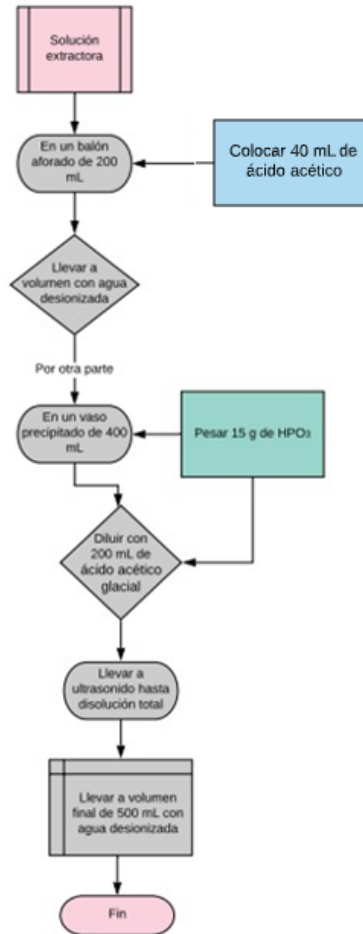 Solución
extractora
En un balón
aforado de 200
mL
Colocar 40 mL de
ácido acético
Llevar a
volumen con agua
desionizada
Por otra parte
En un vaso
precipitado de 400
mL
Pesar 15 g de HPO₃
Diluir con
200 mL de
ácido acético
glacial
Llevar a
ultrasonido hasta
disolución total
Llevar a volumen
final de 500 mL con
agua desionizada
Fin